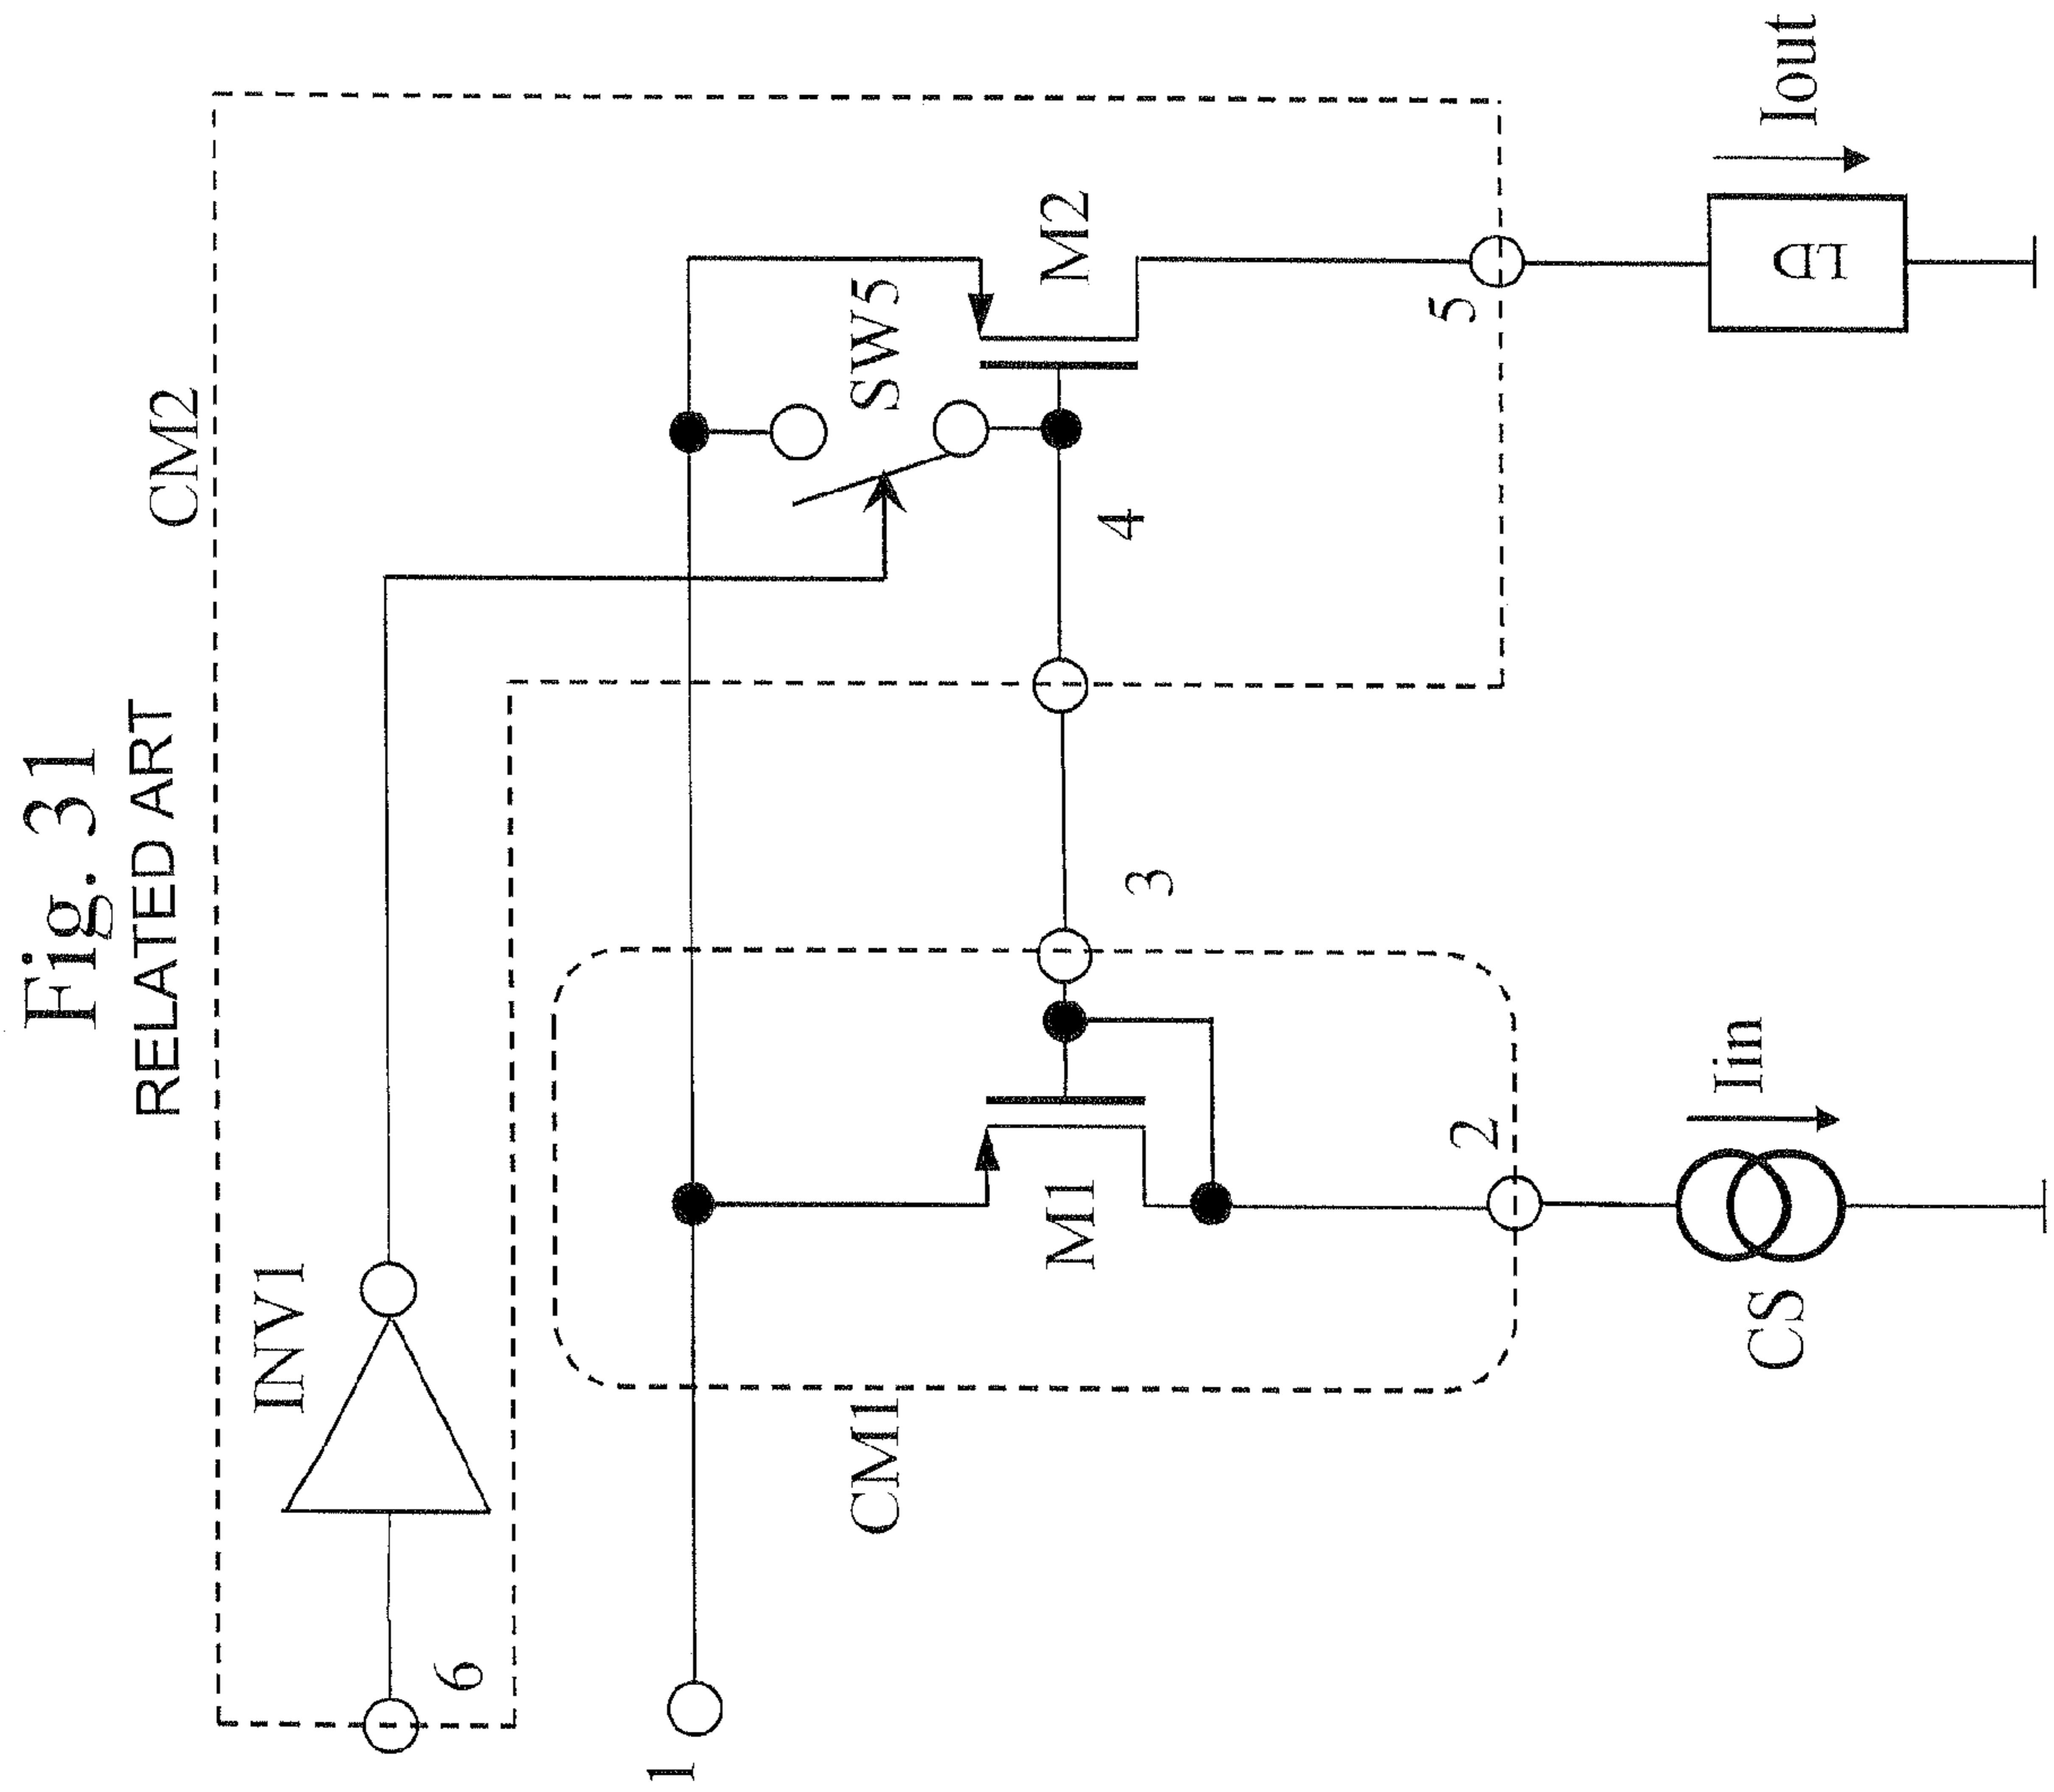 Fig. 31
RELATED ART
CM2
INV1
6
1
SW5
M2
4
3
M1
CM1
2
5
Iin
CS
Iout
LD